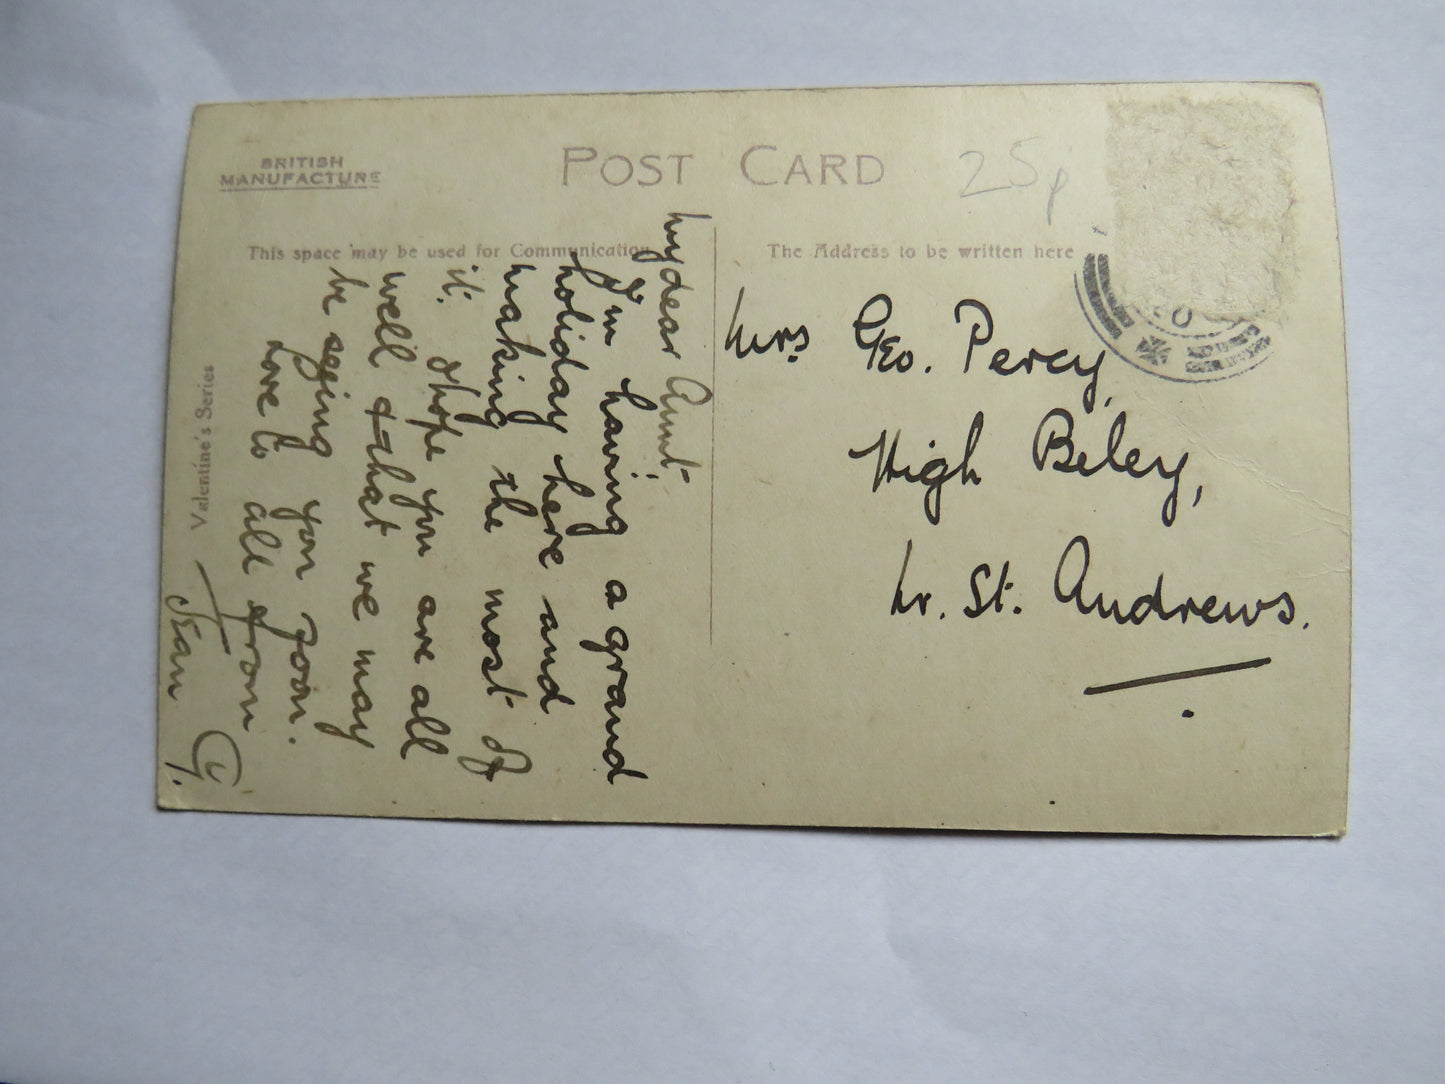 BRITISH
MANUFACTURE
POST CARD
25p
This space may be used for Communication
The Address to be written here
Valentine's Series
My dear Aunt,
I'm having a grand
holiday here and
making the most of
it. I hope you are all
well & that we may
be seeing you soon.
Love to all from
Jean G.
Mrs Geo. Percy,
High Beley,
Nr. St. Andrews.